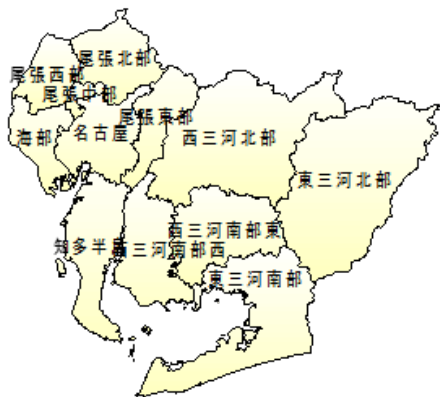 尾張北部
尾張西部
尾張中部
尾張東部
海部
名古屋
西三河北部
東三河北部
西三河南部東
知多半島
西三河南部西
東三河南部